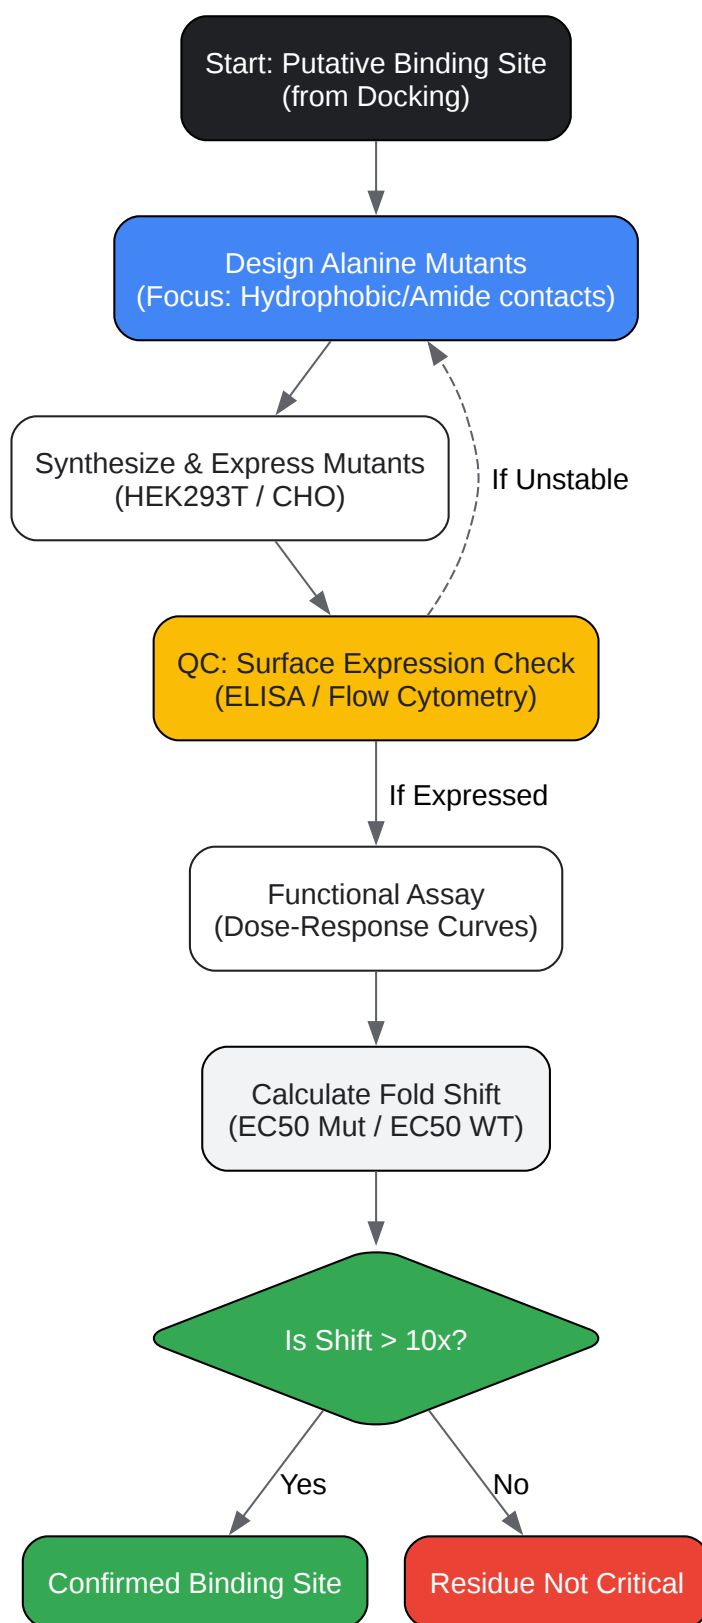 Start: Putative Binding Site
(from Docking)
Design Alanine Mutants
(Focus: Hydrophobic/Amide contacts)
Synthesize & Express Mutants
(HEK293T / CHO)
If Unstable
QC: Surface Expression Check
(ELISA / Flow Cytometry)
If Expressed
Functional Assay
(Dose-Response Curves)
Calculate Fold Shift
(EC50 Mut / EC50 WT)
Is Shift > 10x?
Yes
No
Confirmed Binding Site
Residue Not Critical